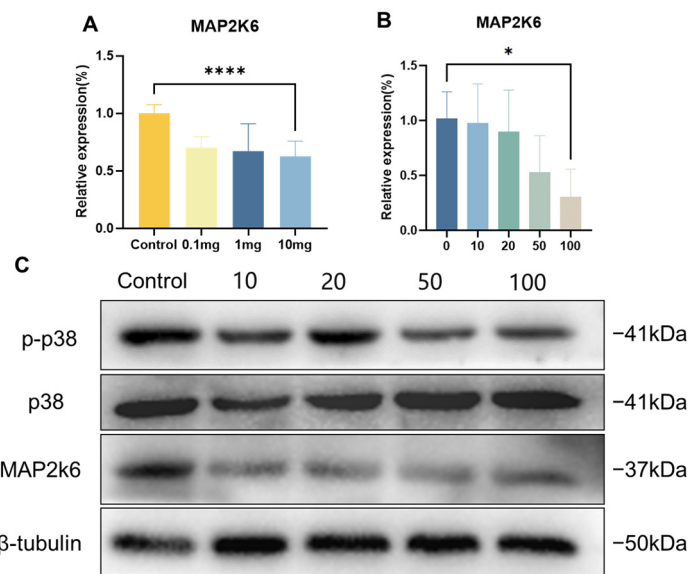 A
MAP2K6
Relative expression(%)
1.5
1.0
0.5
0.0
****
Control 0.1mg 1mg 10mg
B
MAP2K6
Relative expression(%)
1.5
1.0
0.5
0.0
*
0 10 20 50 100
C
Control 10 20 50 100
p-p38 –41kDa
p38 –41kDa
MAP2k6 –37kDa
β-tubulin –50kDa